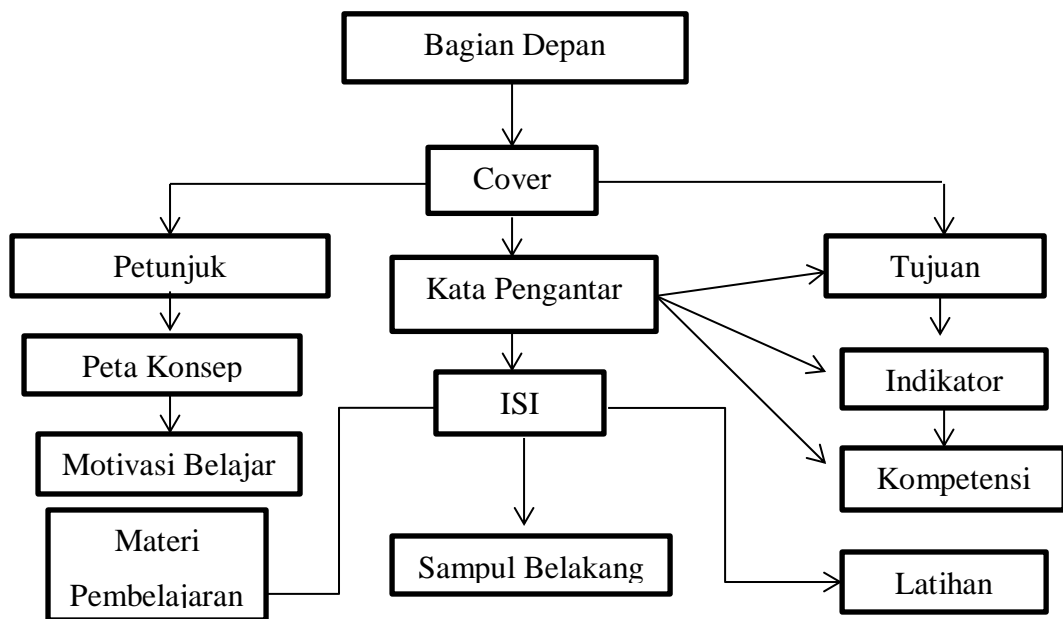 Bagian Depan
Cover
Petunjuk
Kata Pengantar
Tujuan
Peta Konsep
ISI
Indikator
Motivasi Belajar
Kompetensi
Materi
Pembelajaran
Sampul Belakang
Latihan